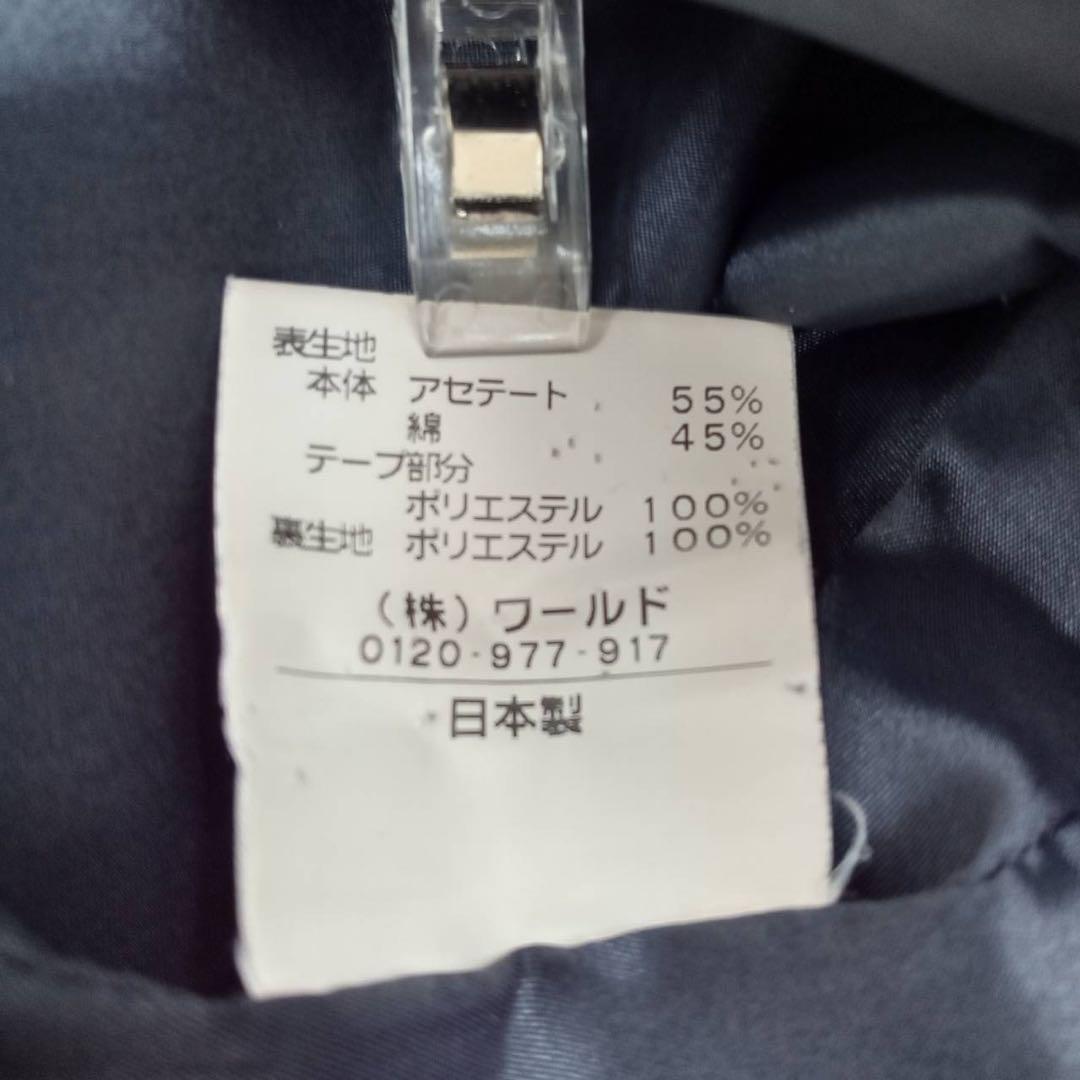 表生地
本体 アセテート 55%
綿 45%
テープ部分
ポリエステル 100%
裏生地 ポリエステル 100%
(株)ワールド
0120-977-917
日本製